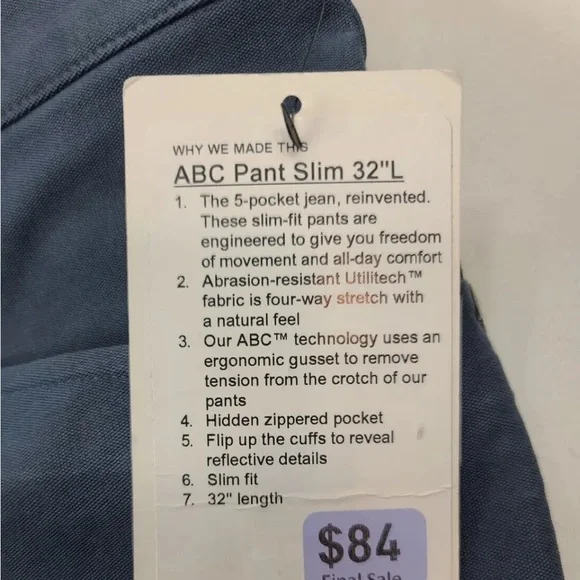 WHY WE MADE THIS
ABC Pant Slim 32"L
1. The 5-pocket jean, reinvented.
These slim-fit pants are
engineered to give you freedom
of movement and all-day comfort
2. Abrasion-resistant Utilitech™
fabric is four-way stretch with
a natural feel
3. Our ABC™ technology uses an
ergonomic gusset to remove
tension from the crotch of our
pants
4. Hidden zippered pocket
5. Flip up the cuffs to reveal
reflective details
6. Slim fit
7. 32" length
$84
Final Sale